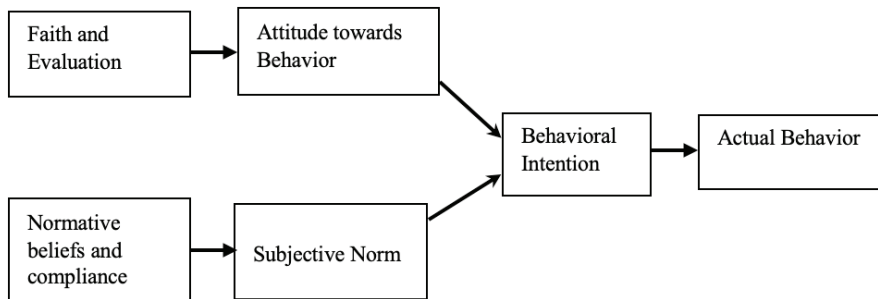 Faith and
Evaluation
Attitude towards
Behavior
Behavioral
Intention
Actual Behavior
Normative
beliefs and
compliance
Subjective Norm